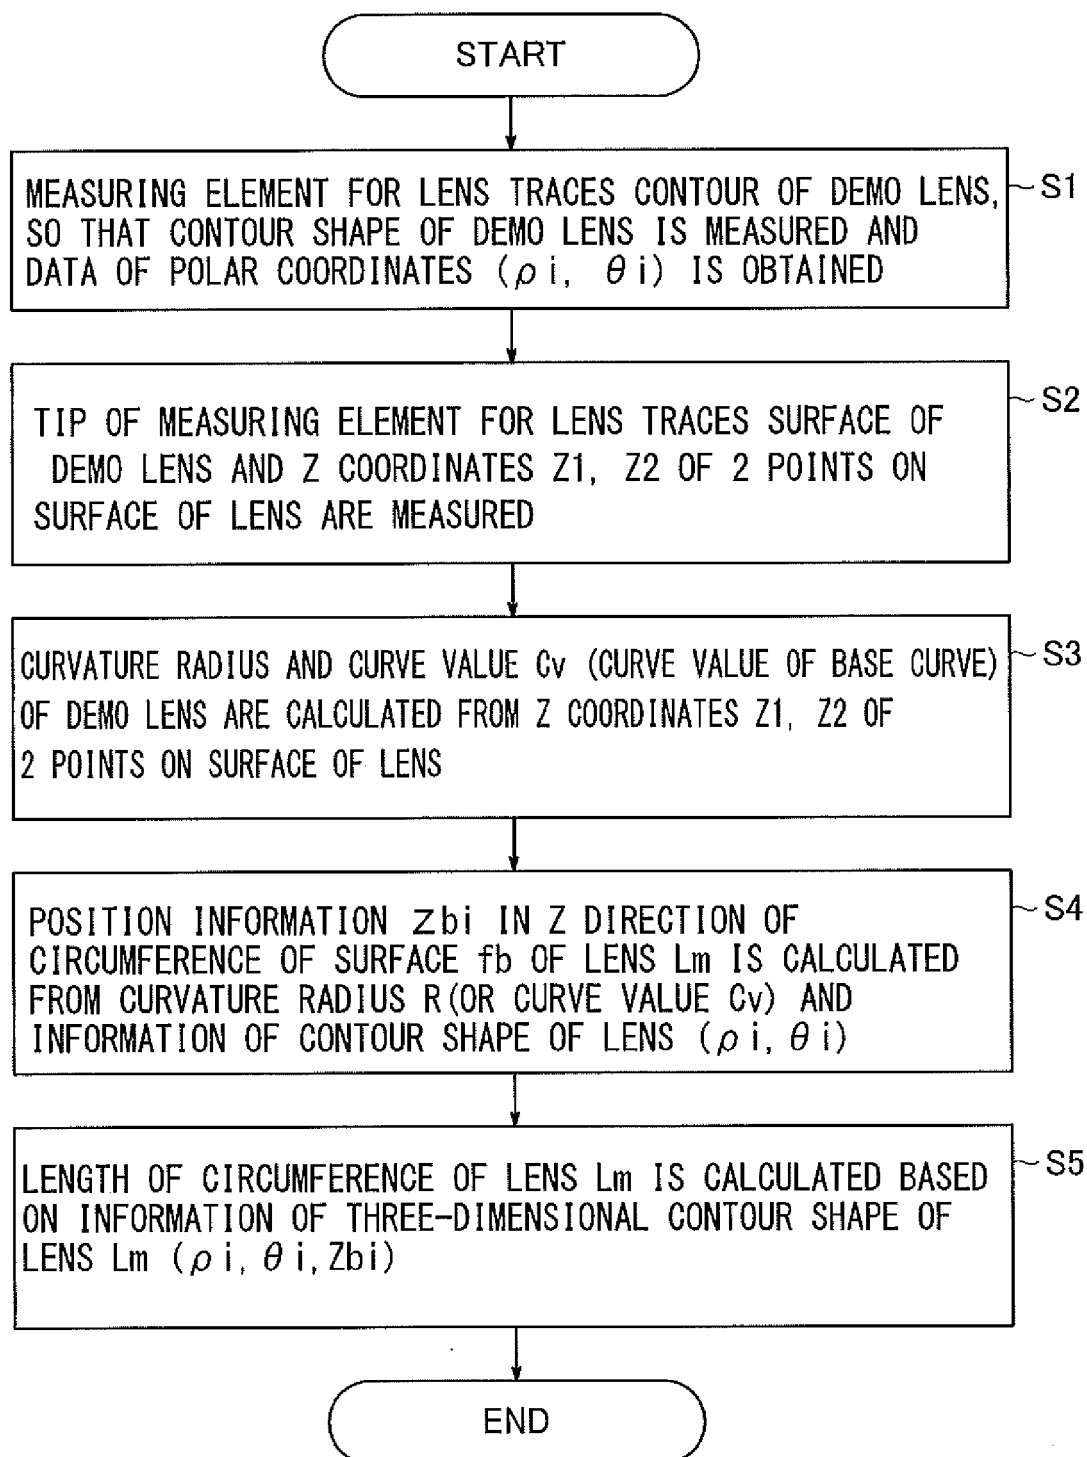 START
MEASURING ELEMENT FOR LENS TRACES CONTOUR OF DEMO LENS,
SO THAT CONTOUR SHAPE OF DEMO LENS IS MEASURED AND
DATA OF POLAR COORDINATES (ρi, θi) IS OBTAINED
S1
TIP OF MEASURING ELEMENT FOR LENS TRACES SURFACE OF
DEMO LENS AND Z COORDINATES Z1, Z2 OF 2 POINTS ON
SURFACE OF LENS ARE MEASURED
S2
CURVATURE RADIUS AND CURVE VALUE Cv (CURVE VALUE OF BASE CURVE)
OF DEMO LENS ARE CALCULATED FROM Z COORDINATES Z1, Z2 OF
2 POINTS ON SURFACE OF LENS
S3
POSITION INFORMATION Zbi IN Z DIRECTION OF
CIRCUMFERENCE OF SURFACE fb OF LENS Lm IS CALCULATED
FROM CURVATURE RADIUS R(OR CURVE VALUE Cv) AND
INFORMATION OF CONTOUR SHAPE OF LENS (ρi, θi)
S4
LENGTH OF CIRCUMFERENCE OF LENS Lm IS CALCULATED BASED
ON INFORMATION OF THREE-DIMENSIONAL CONTOUR SHAPE OF
LENS Lm (ρi, θi, Zbi)
S5
END